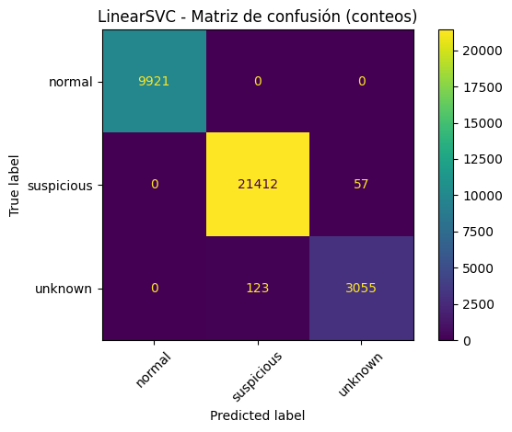 LinearSVC - Matriz de confusión (conteos)
normal 9921 0 0
suspicious 0 21412 57
unknown 0 123 3055
True label
normal suspicious unknown
Predicted label
20000
17500
15000
12500
10000
7500
5000
2500
0